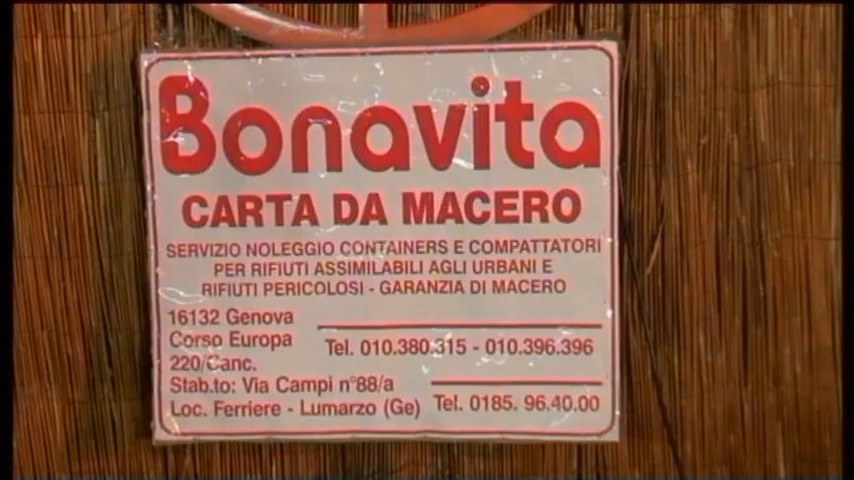 Bonavita
CARTA DA MACERO
SERVIZIO NOLEGGIO CONTAINERS E COMPATTATORI
PER RIFIUTI ASSIMILABILI AGLI URBANI E
RIFIUTI PERICOLOSI - GARANZIA DI MACERO
16132 Genova
Corso Europa
220/Canc.
Tel. 010.380.315 - 010.396.396
Stab.to: Via Campi n°88/a
Loc. Ferriere - Lumarzo (Ge)
Tel. 0185. 96.40.00